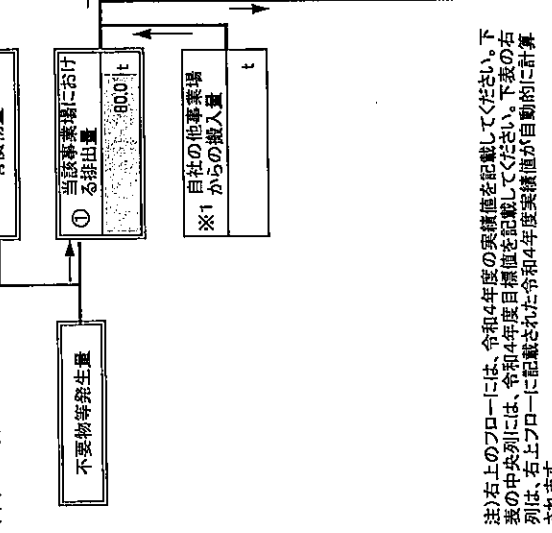 不要物等発生量
① 当該事業場におけ
る排出量
80.0 t
※1 自社の他事業場
からの搬入量
t
注)右上のフローには、令和4年度の実績値を記載してください。下
表の中央列には、令和4年度目標値を記載してください。下表の右
列は、右上フローに記載された令和4年度実績値が自動的に計算
されます